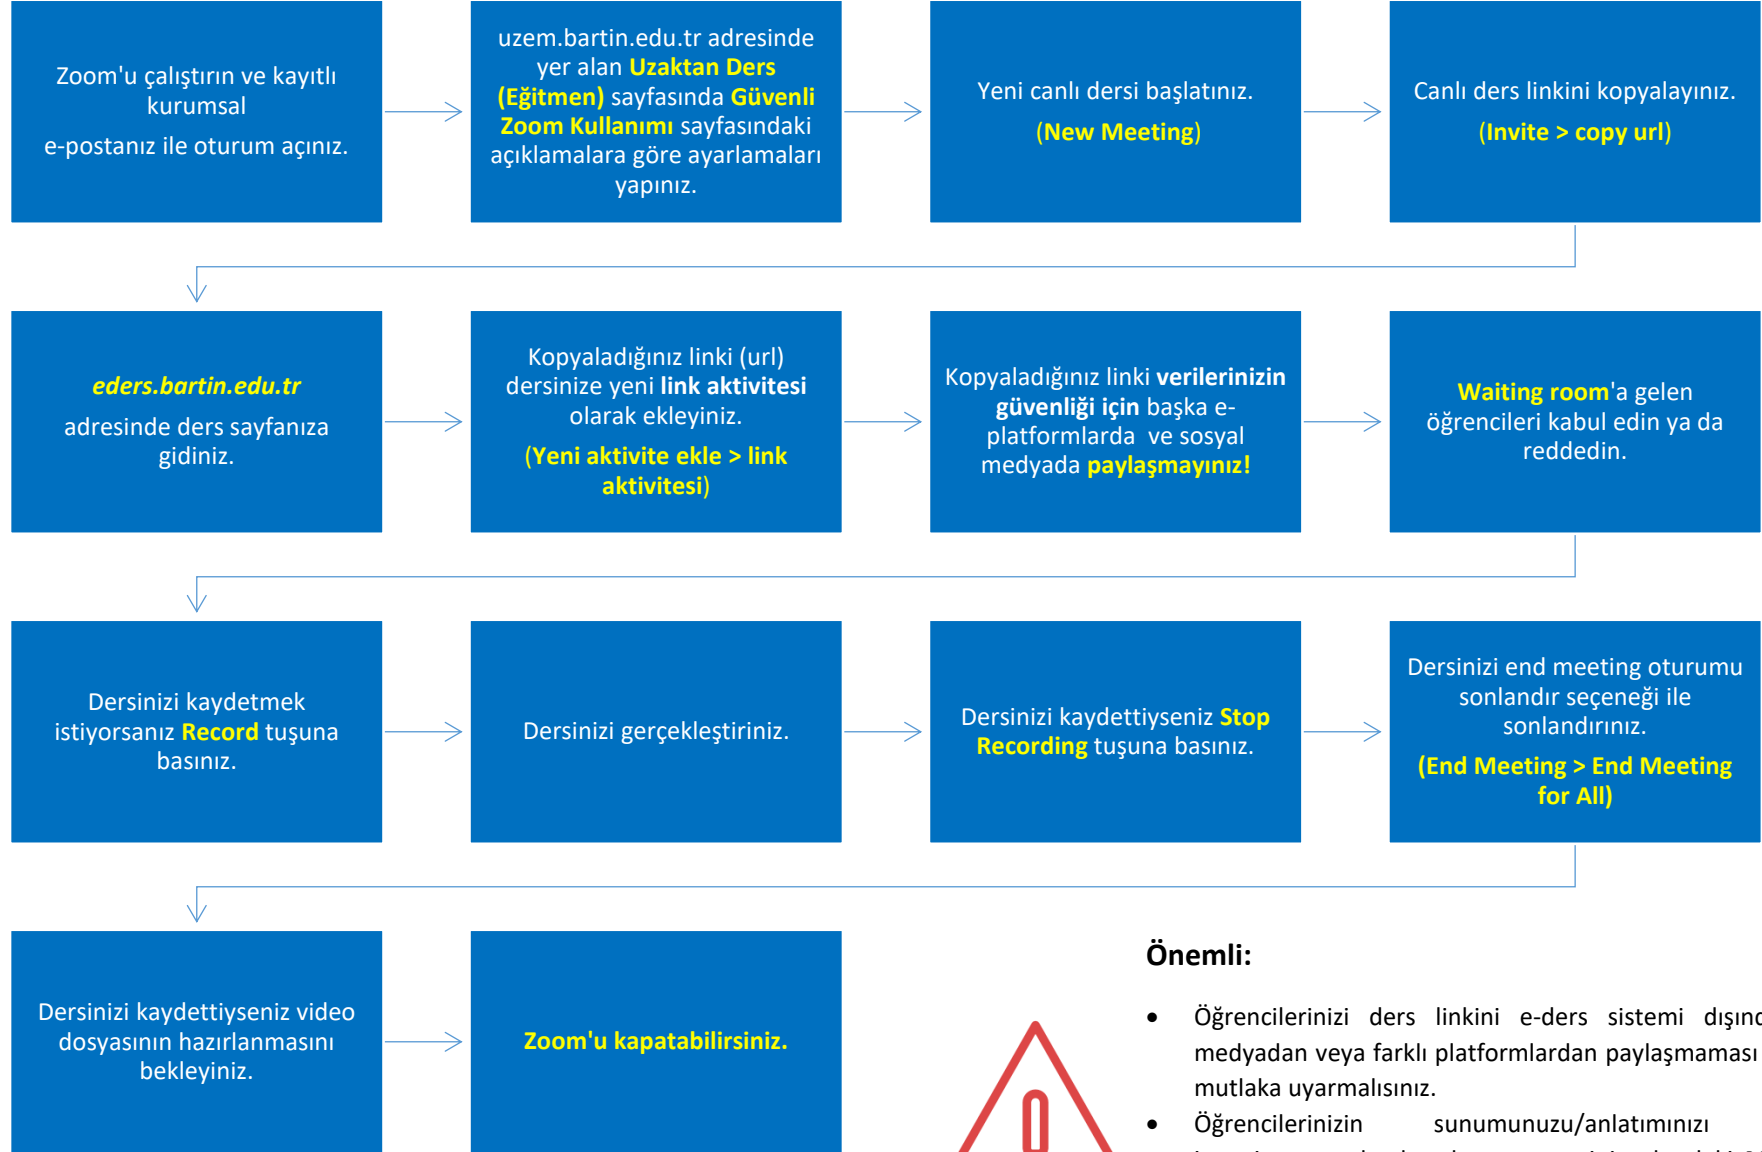 Zoom'u çalıştırın ve kayıtlı
kurumsal
e-postanız ile oturum açınız.
uzem.bartin.edu.tr adresinde
yer alan Uzaktan Ders
(Eğitmen) sayfasında Güvenli
Zoom Kullanımı sayfasındaki
açıklamalara göre ayarlamaları
yapınız.
Yeni canlı dersi başlatınız.
(New Meeting)
Canlı ders linkini kopyalayınız.
(Invite > copy url)
eders.bartin.edu.tr
adresinde ders sayfanıza
gidiniz.
Kopyaladığınız linki (url)
dersinize yeni link aktivitesi
olarak ekleyiniz.
(Yeni aktivite ekle > link
aktivitesi)
Kopyaladığınız linki verilerinizin
güvenliği için başka e-
platformlarda ve sosyal
medyada paylaşmayınız!
Waiting room'a gelen
öğrencileri kabul edin ya da
reddedin.
Dersinizi kaydetmek
istiyorsanız Record tuşuna
basınız.
Dersinizi gerçekleştiriniz.
Dersinizi kaydettiyseniz Stop
Recording tuşuna basınız.
Dersinizi end meeting oturumu
sonlandır seçeneği ile
sonlandırınız.
(End Meeting > End Meeting
for All)
Dersinizi kaydettiyseniz video
dosyasının hazırlanmasını
bekleyiniz.
Zoom'u kapatabilirsiniz.
Önemli:
• Öğrencilerinizi ders linkini e-ders sistemi
medyadan veya farklı platformlardan paylaşmaması
mutlaka uyarmalısınız.
• Öğrencilerinizin sunumunuzu/anlatımınızı